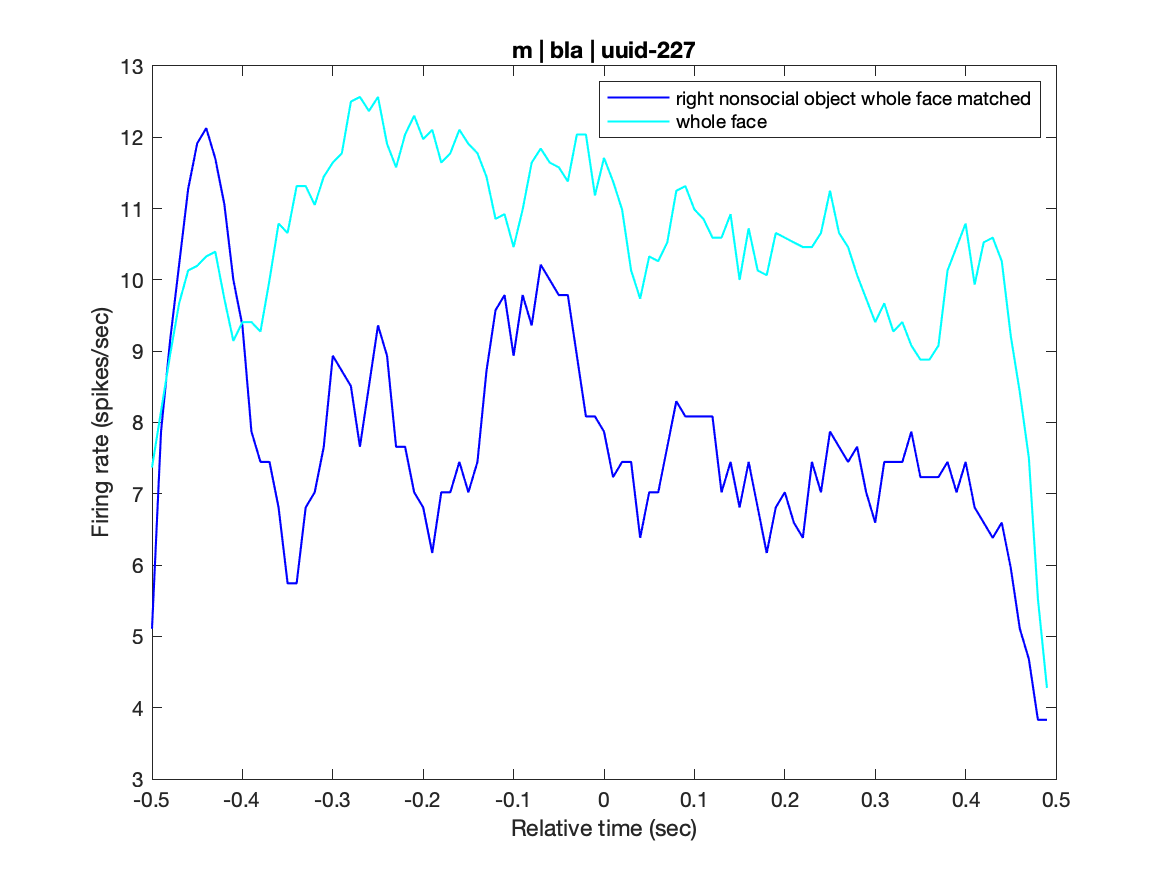 m | bla | uuid-227
right nonsocial object whole face matched
whole face
Firing rate (spikes/sec)
13
12
11
10
9
8
7
6
5
4
3
-0.5 -0.4 -0.3 -0.2 -0.1 0 0.1 0.2 0.3 0.4 0.5
Relative time (sec)